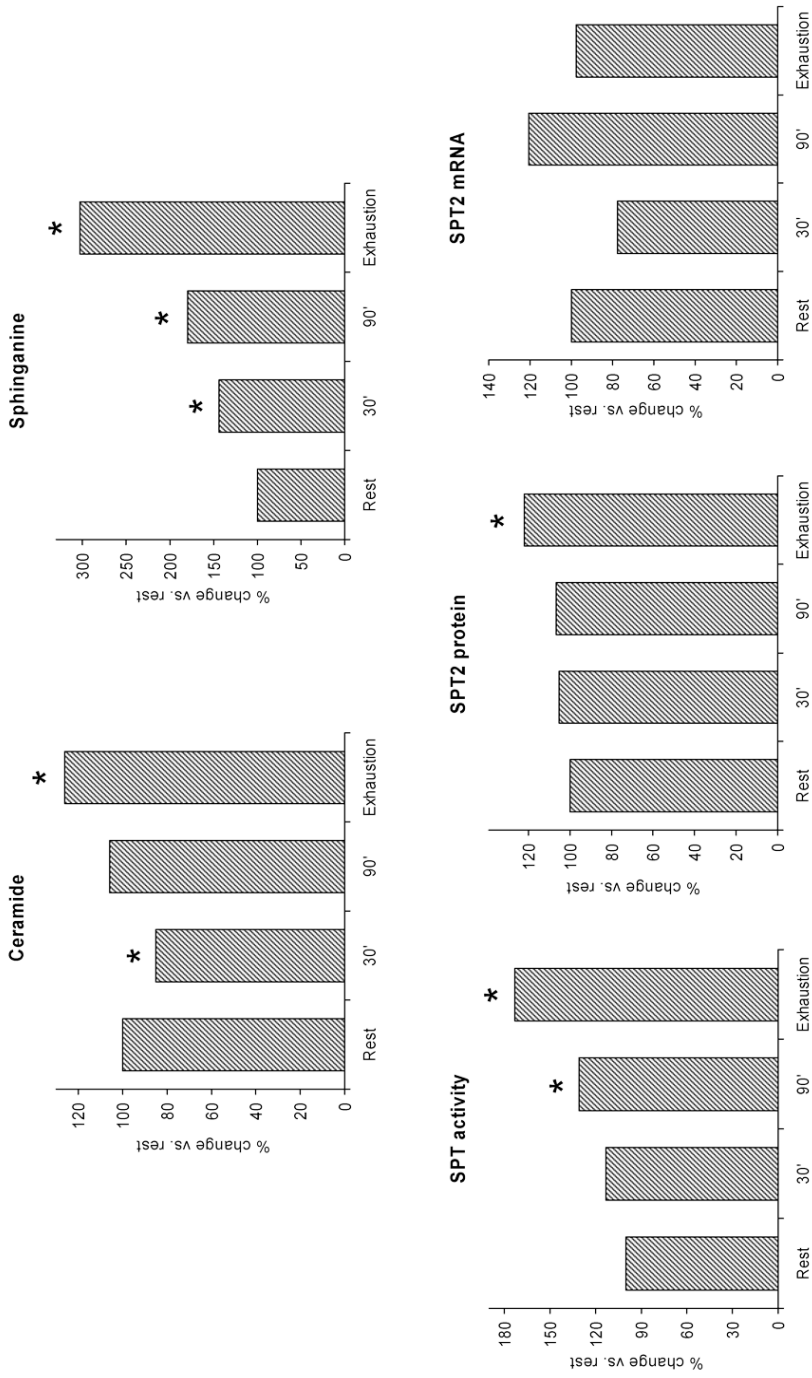 Ceramide
% change vs. rest
120
100
80
60
40
20
0
*
*
Rest
30'
90'
Exhaustion
Sphinganine
% change vs. rest
300
250
200
150
100
50
0
*
*
*
Rest
30'
90'
Exhaustion
SPT activity
% change vs. rest
180
150
120
90
60
30
0
*
*
Rest
30'
90'
Exhaustion
SPT2 protein
% change vs. rest
120
100
80
60
40
20
0
*
Rest
30'
90'
Exhaustion
SPT2 mRNA
% change vs. rest
140
120
100
80
60
40
20
0
Rest
30'
90'
Exhaustion